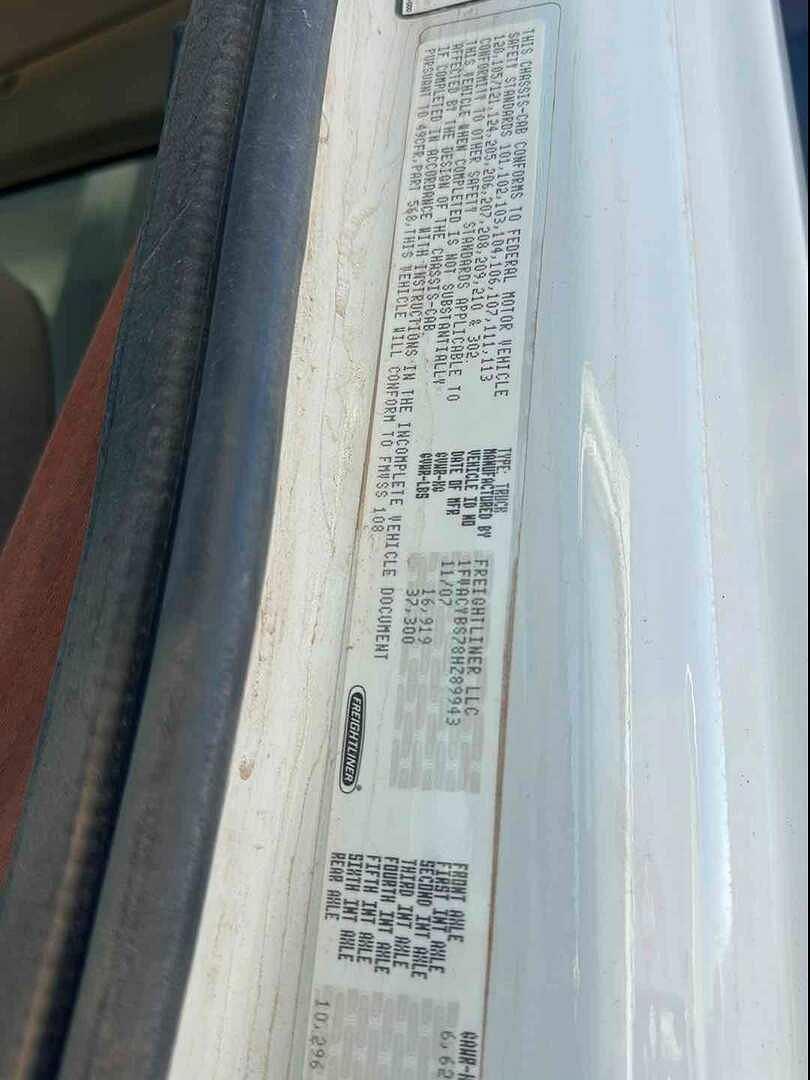 THIS CHASSIS-CAB CONFORMS TO FEDERAL MOTOR VEHICLE
SAFETY STANDARDS 101,102,103,104,106,107,111,113
120,105/121,124,205,206,207,208,209,210 & 302.
CONFORMITY TO OTHER SAFETY STANDARDS APPLICABLE TO
THIS VEHICLE WHEN COMPLETED IS NOT SUBSTANTIALLY
AFFECTED BY THE DESIGN OF THE CHASSIS-CAB.
IF COMPLETED IN ACCORDANCE WITH INSTRUCTIONS IN THE INCOMPLETE VEHICLE DOCUMENT
PURSUANT TO 49CFR,PART 568,THIS VEHICLE WILL CONFORM TO FMVSS 108.
TYPE: TRUCK
MANUFACTURED BY FREIGHTLINER LLC
VEHICLE ID NO 1FVACYBS78HZ89943
DATE OF MFR 11/07
GVWR-KG 16,919
GVWR-LBS 37,300
FREIGHTLINER®
FRONT AXLE 6,62
FIRST INT AXLE
SECOND INT AXLE
THIRD INT AXLE
FOURTH INT AXLE
FIFTH INT AXLE
SIXTH INT AXLE
REAR AXLE 10,296